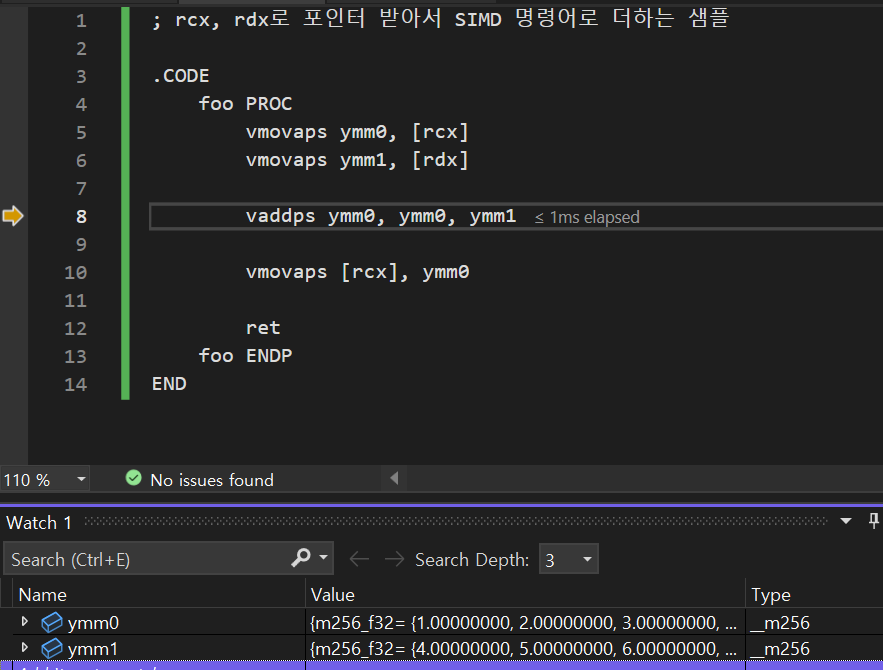 1 ; rcx, rdx로 포인터 받아서 SIMD 명령어로 더하는 샘플
2
3 .CODE
4 foo PROC
5 vmovaps ymm0, [rcx]
6 vmovaps ymm1, [rdx]
7
8 vaddps ymm0, ymm0, ymm1 ≤ 1ms elapsed
9
10 vmovaps [rcx], ymm0
11
12 ret
13 foo ENDP
14 END
110 % No issues found
Watch 1
Search (Ctrl+E) Search Depth: 3
Name Value Type
ymm0 {m256_f32= {1.00000000, 2.00000000, 3.00000000, ... __m256
ymm1 {m256_f32= {4.00000000, 5.00000000, 6.00000000, ... __m256